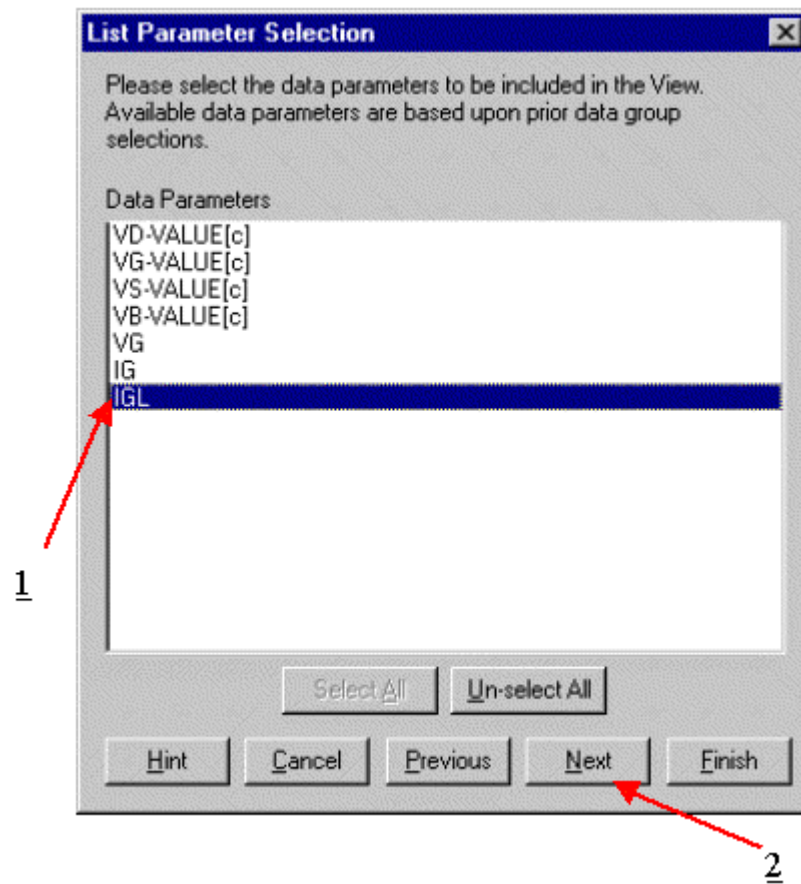 List Parameter Selection
Please select the data parameters to be included in the View.
Available data parameters are based upon prior data group
selections.
Data Parameters
VD-VALUE[c]
VG-VALUE[c]
VS-VALUE[c]
VB-VALUE[c]
VG
IG
IGL
1
Select All Un-select All
Hint Cancel Previous Next Finish
2